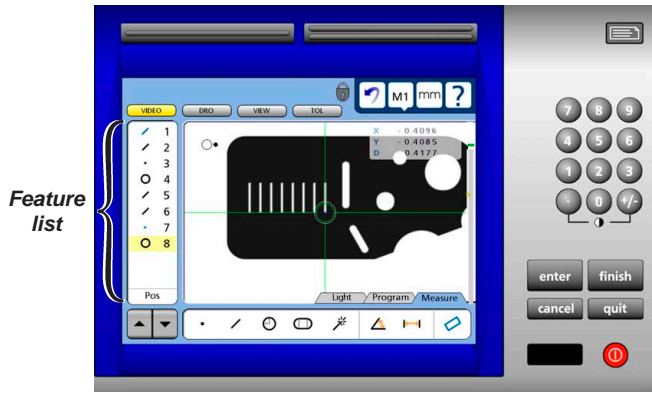 M1 mm ?
VIDEO DRO VIEW TOL
Feature
list
1
2
3
4
5
6
7
8
Pos
X - 0.4096
Y - 0.4085
D 0.4177
Light Program Measure
7 8 9
4 5 6
1 2 3
. 0 +/-
enter finish
cancel quit